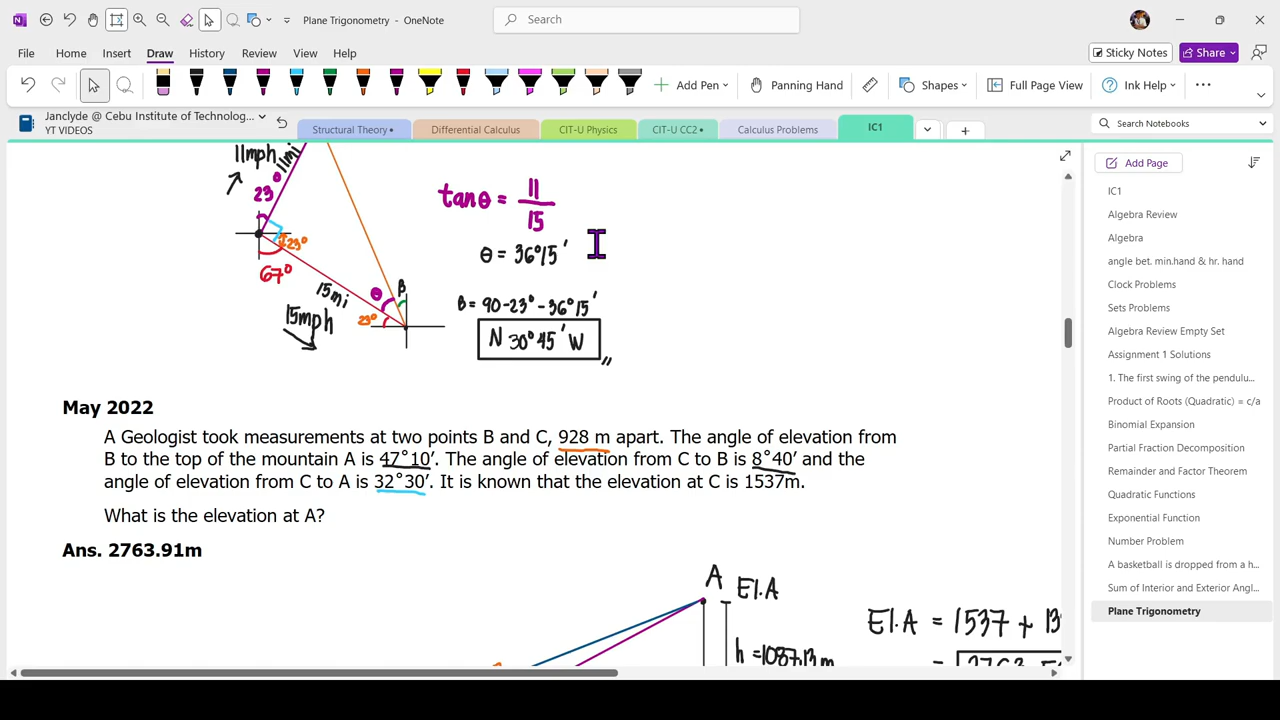 Plane Trigonometry - OneNote
Search
File Home Insert Draw History Review View Help
Sticky Notes
Share
Add Pen
Panning Hand
Shapes
Full Page View
Ink Help
Janclyde @ Cebu Institute of Technolog...
YT VIDEOS
Structural Theory
Differential Calculus
CIT-U Physics
CIT-U CC2
Calculus Problems
IC1
Search Notebooks
Add Page
IC1
Algebra Review
Algebra
angle bet. min.hand & hr. hand
Clock Problems
Sets Problems
Algebra Review Empty Set
Assignment 1 Solutions
1. The first swing of the pendulu...
Product of Roots (Quadratic) = c/a
Binomial Expansion
Partial Fraction Decomposition
Remainder and Factor Theorem
Quadratic Functions
Exponential Function
Number Problem
A basketball is dropped from a h...
Sum of Interior and Exterior Angl...
Plane Trigonometry
11mph
11mi
23°
23°
67°
15mi
15mph
θ
β
23°
tanθ = 11/15
θ = 36°15'
β = 90-23°-36°15'
N 30°45' W
May 2022
A Geologist took measurements at two points B and C, 928 m apart. The angle of elevation from
B to the top of the mountain A is 47°10′. The angle of elevation from C to B is 8°40′ and the
angle of elevation from C to A is 32°30′. It is known that the elevation at C is 1537m.
What is the elevation at A?
Ans. 2763.91m
A
El.A
El.A = 1537 +